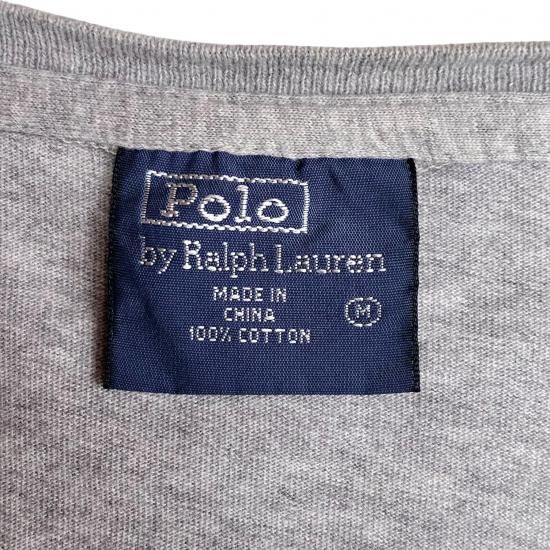 Polo
by Ralph Lauren
MADE IN
CHINA
100% COTTON
M